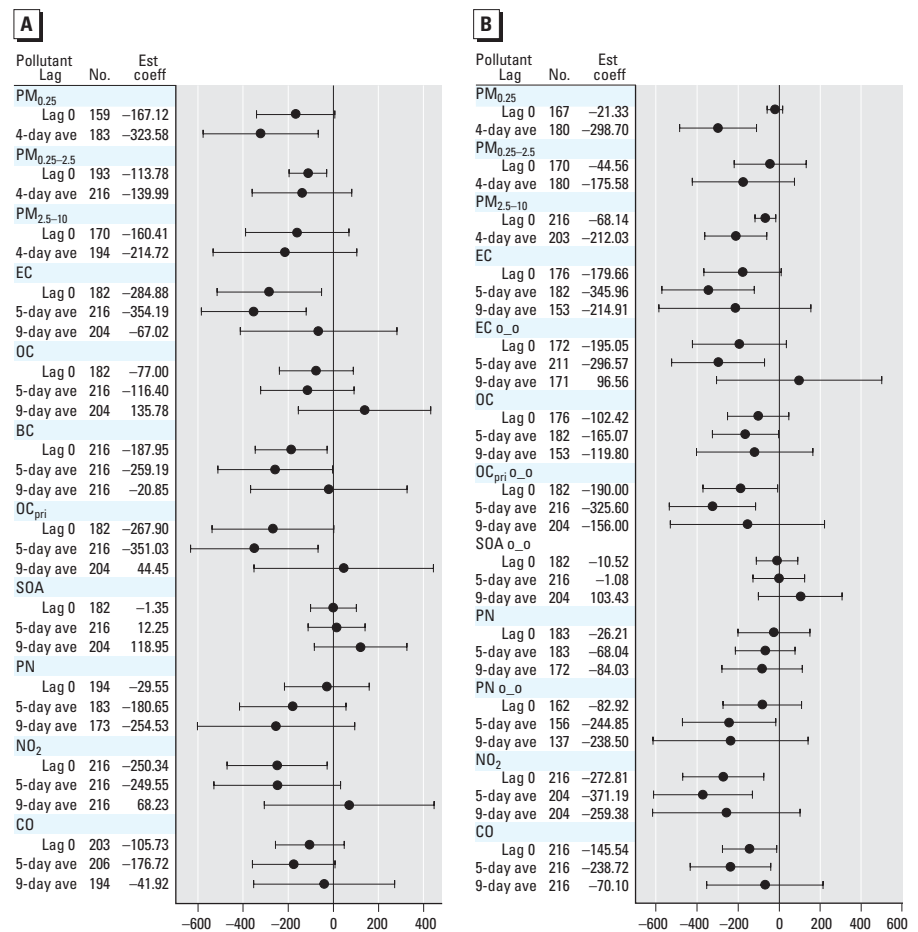 A
Pollutant Est
Lag No. coeff
PM0.25
Lag 0 159 –167.12
4-day ave 183 –323.58
PM0.25–2.5
Lag 0 193 –113.78
4-day ave 216 –139.99
PM2.5–10
Lag 0 170 –160.41
4-day ave 194 –214.72
EC
Lag 0 182 –284.88
5-day ave 216 –354.19
9-day ave 204 –67.02
OC
Lag 0 182 –77.00
5-day ave 216 –116.40
9-day ave 204 135.78
BC
Lag 0 216 –187.95
5-day ave 216 –259.19
9-day ave 216 –20.85
OCpri
Lag 0 182 –267.90
5-day ave 216 –351.03
9-day ave 204 44.45
SOA
Lag 0 182 –1.35
5-day ave 216 12.25
9-day ave 204 118.95
PN
Lag 0 194 –29.55
5-day ave 183 –180.65
9-day ave 173 –254.53
NO2
Lag 0 216 –250.34
5-day ave 216 –249.55
9-day ave 216 68.23
CO
Lag 0 203 –105.73
5-day ave 206 –176.72
9-day ave 194 –41.92
–600 –400 –200 0 200 400
B
Pollutant Est
Lag No. coeff
PM0.25
Lag 0 167 –21.33
4-day ave 180 –298.70
PM0.25–2.5
Lag 0 170 –44.56
4-day ave 180 –175.58
PM2.5–10
Lag 0 216 –68.14
4-day ave 203 –212.03
EC
Lag 0 176 –179.66
5-day ave 182 –345.96
9-day ave 153 –214.91
EC o_o
Lag 0 172 –195.05
5-day ave 211 –296.57
9-day ave 171 96.56
OC
Lag 0 176 –102.42
5-day ave 182 –165.07
9-day ave 153 –119.80
OCpri o_o
Lag 0 182 –190.00
5-day ave 216 –325.60
9-day ave 204 –156.00
SOA o_o
Lag 0 182 –10.52
5-day ave 216 –1.08
9-day ave 204 103.43
PN
Lag 0 183 –26.21
5-day ave 183 –68.04
9-day ave 172 –84.03
PN o_o
Lag 0 162 –82.92
5-day ave 156 –244.85
9-day ave 137 –238.50
NO2
Lag 0 216 –272.81
5-day ave 204 –371.19
9-day ave 204 –259.38
CO
Lag 0 216 –145.54
5-day ave 216 –238.72
9-day ave 216 –70.10
–600 –400 –200 0 200 400 600